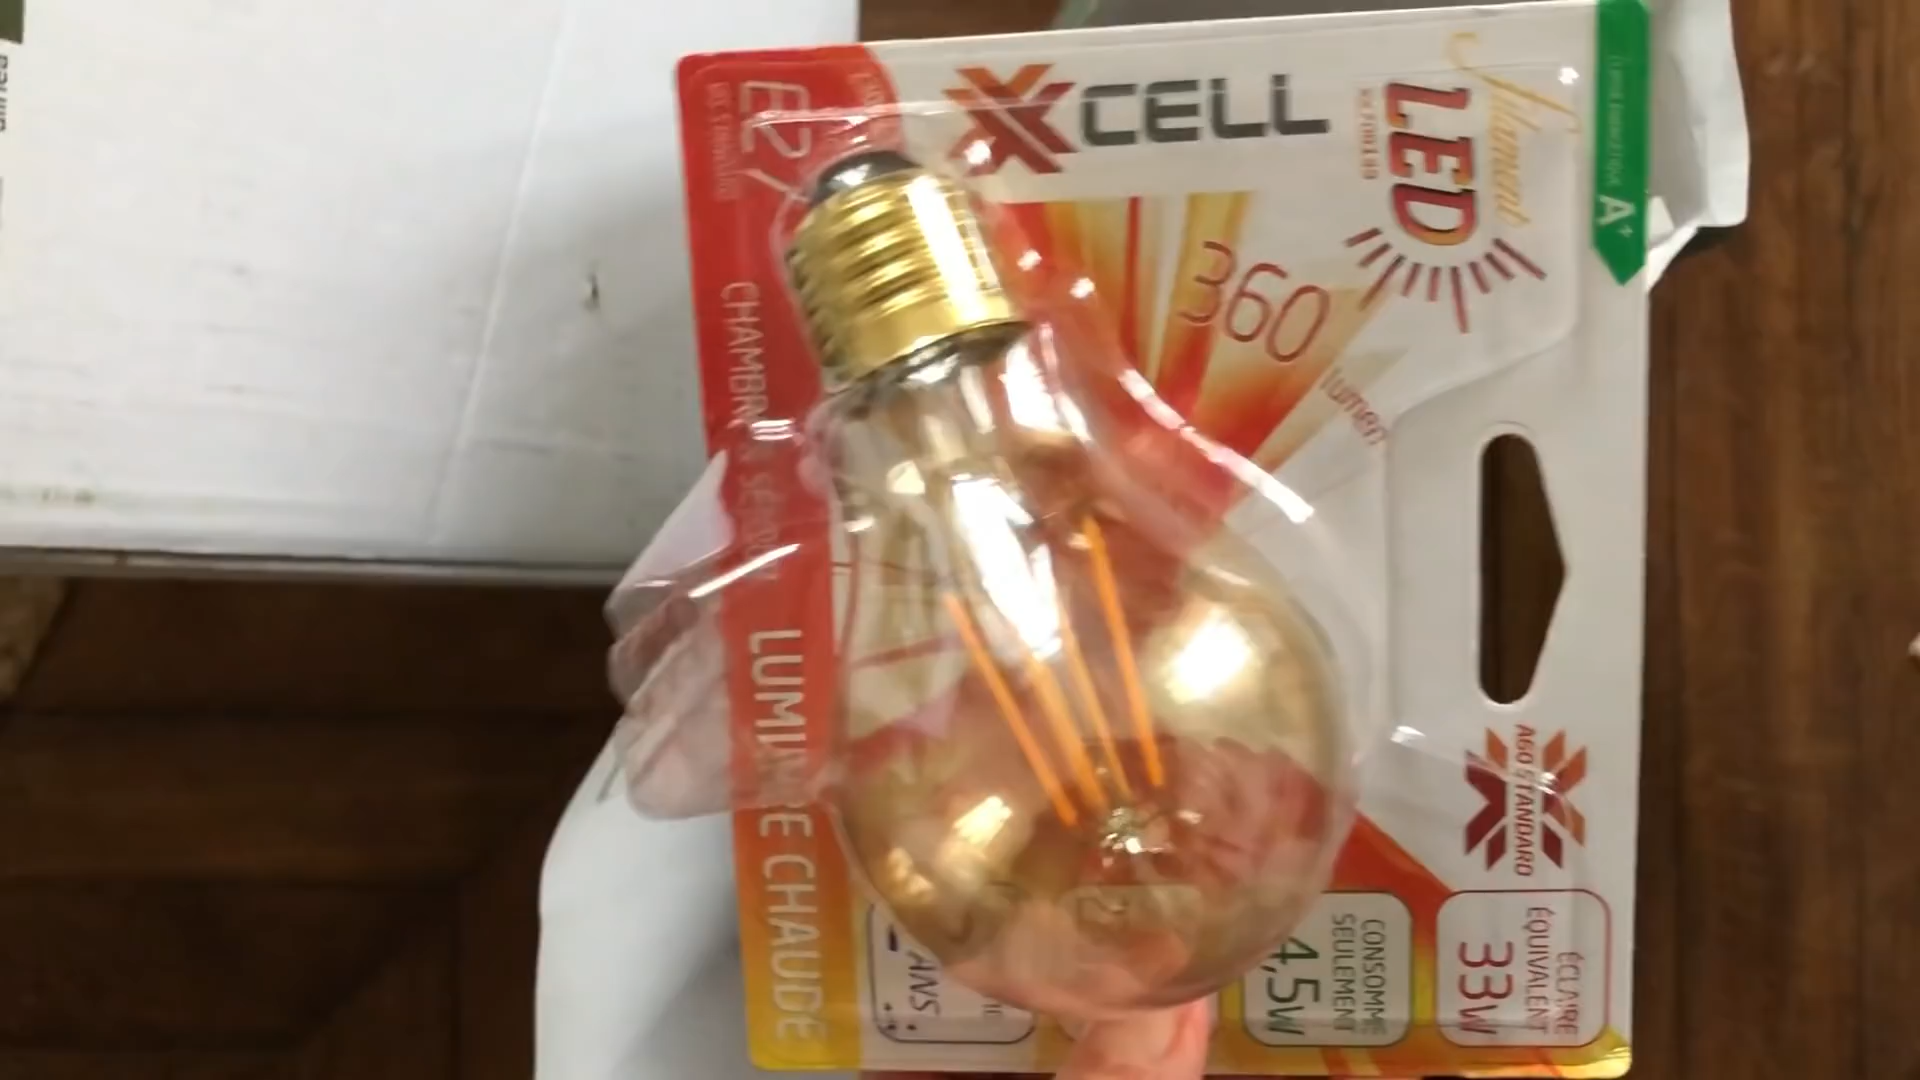 XCELL
Filament
LED
A+
360
lumen
E27
CHAMBRE SÉJOUR
LUMIÈRE CHAUDE
A60 STANDARD
ÉCLAIRE
ÉQUIVALENT
33W
CONSOMME
SEULEMENT
4,5W
ANS